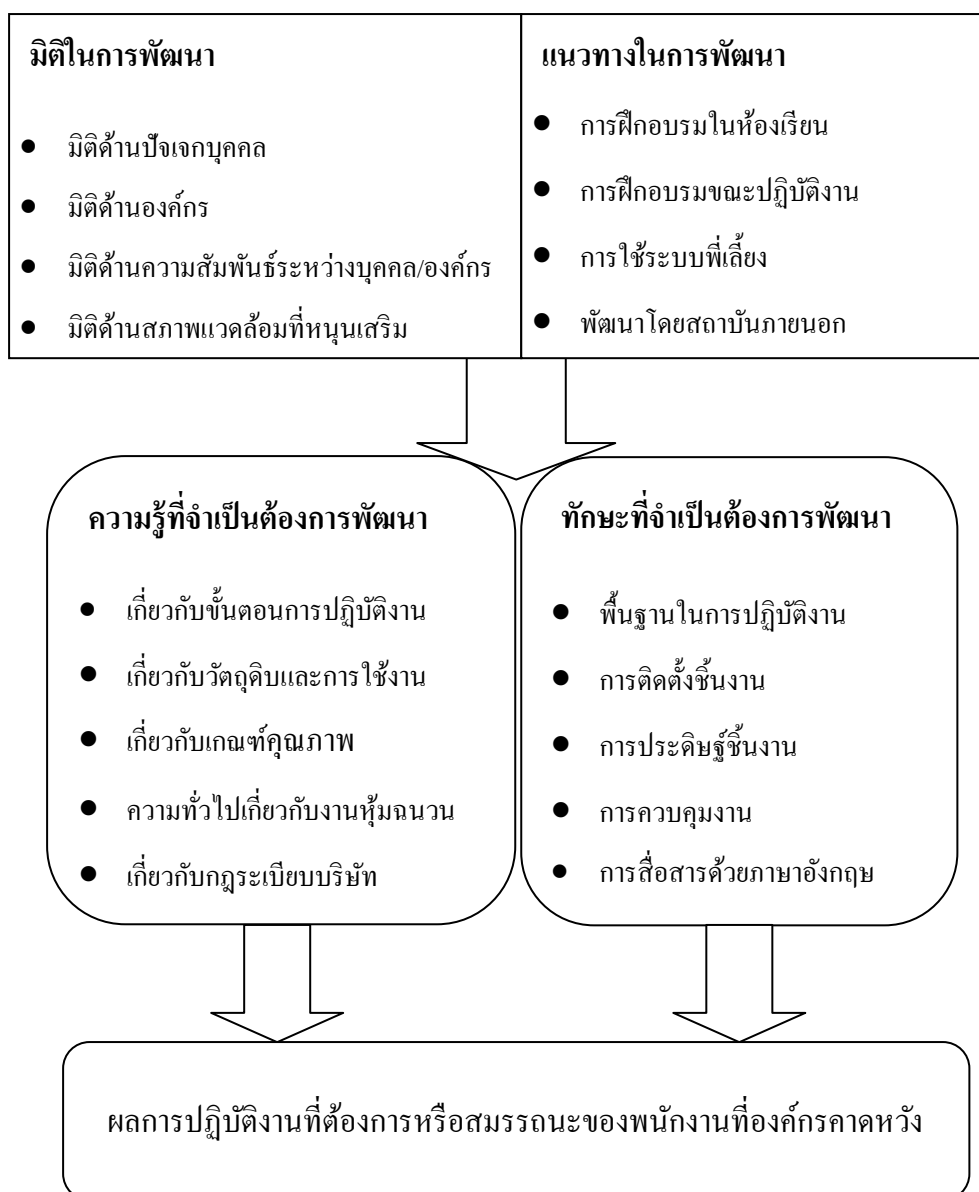 มิติในการพัฒนา
มิติด้านปัจเจกบุคคล
มิติด้านองค์กร
มิติด้านความสัมพันธ์ระหว่างบุคคล/องค์กร
มิติด้านสภาพแวดล้อมที่หนุนเสริม
แนวทางในการพัฒนา
การฝึกอบรมในห้องเรียน
การฝึกอบรมขณะปฏิบัติงาน
การใช้ระบบพี่เลี้ยง
พัฒนาโดยสถาบันภายนอก
ความรู้ที่จำเป็นต้องการพัฒนา
เกี่ยวกับขั้นตอนการปฏิบัติงาน
เกี่ยวกับวัตถุดิบและการใช้งาน
เกี่ยวกับเกณฑ์คุณภาพ
ความทั่วไปเกี่ยวกับงานหุ้มฉนวน
เกี่ยวกับกฎระเบียบบริษัท
ทักษะที่จำเป็นต้องการพัฒนา
พื้นฐานในการปฏิบัติงาน
การติดตั้งชิ้นงาน
การประดิษฐ์ชิ้นงาน
การควบคุมงาน
การสื่อสารด้วยภาษาอังกฤษ
ผลการปฏิบัติงานที่ต้องการหรือสมรรถนะของพนักงานที่องค์กรคาดหวัง